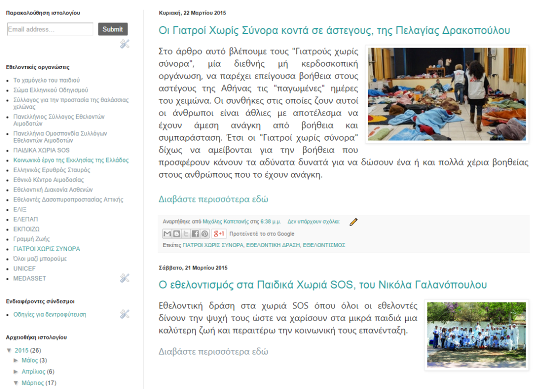 Παρακολούθηση ιστολογίου
Email address...
Submit
Εθελοντικές οργανώσεις
Το χαμόγελο του παιδιού
Σώμα Ελληνικού Οδηγισμού
Σύλλογος για την προστασία της θαλάσσιας χελώνας
Πανελλήνιος Σύλλογος Εθελοντών Αιμοδοτών
Πανελλήνια Ομοσπονδία Συλλόγων Εθελοντών Αιμοδοτών
ΠΑΙΔΙΚΑ ΧΩΡΙΑ SOS
Κοινωνικό έργο της Εκκλησίας της Ελλάδος
Ελληνικός Ερυθρός Σταυρός
Εθνικό Κέντρο Αιμοδοσίας
Εθελοντική Διακονία Ασθενών
Εθελοντές Δασοπυροπροστασίας Αττικής
ΕΛΙΞ
ΕΛΕΠΑΠ
ΕΚΠΟΙΖΩ
Γραμμή Ζωής
ΓΙΑΤΡΟΙ ΧΩΡΙΣ ΣΥΝΟΡΑ
Όλοι μαζί μπορούμε
UNICEF
MEDASSET
Ενδιαφέροντες σύνδεσμοι
Οδηγίες για δεντροφύτευση
Αρχειοθήκη ιστολογίου
▼ 2015 (26)
► Μαΐου (3)
► Απρίλιος (6)
▼ Μάρτιος (17)
Κυριακή, 22 Μαρτίου 2015
Οι Γιατροί Χωρίς Σύνορα κοντά σε άστεγους, της Πελαγίας Δρακοπούλου
Στο άρθρο αυτό βλέπουμε τους "Γιατρούς χωρίς
σύνορα", μία διεθνή μή κερδοσκοπική
οργάνωση, να παρέχει επείγουσα βοήθεια στους
αστέγους της Αθήνας τις "παγωμένες" ημέρες
του χειμώνα. Οι συνθήκες στις οποίες ζουν αυτοί
οι άνθρωποι είναι άθλιες με αποτέλεσμα να
έχουν άμεση ανάγκη από βοήθεια και
συμπαράσταση. Έτσι οι "Γιατροί χωρίς σύνορα"
δίχως να αμείβονται για την βοήθεια που
προσφέρουν κάνουν τα αδύνατα δυνατά για να δώσουν ένα ή και πολλά χέρια βοηθείας
στους ανθρώπους που το έχουν ανάγκη.
Διαβάστε περισσότερα εδώ
Αναρτήθηκε από Μιχάλης Καπετανής στις 6:38 μ.μ. Δεν υπάρχουν σχόλια:
Προτείνετέ το στο Google
Ετικέτες ΓΙΑΤΡΟΙ ΧΩΡΙΣ ΣΥΝΟΡΑ, ΕΘΕΛΟΝΤΙΚΗ ΔΡΑΣΗ, ΕΘΕΛΟΝΤΙΣΜΟΣ
Σάββατο, 21 Μαρτίου 2015
Ο εθελοντισμός στα Παιδικά Χωριά SOS, του Νικόλα Γαλανόπουλου
Εθελοντική δράση στα χωριά SOS όπου όλοι οι εθελοντές
δίνουν την ψυχή τους ώστε να χαρίσουν στα μικρά παιδιά μια
καλύτερη ζωή και περαιτέρω την κοινωνική τους επανένταξη.
Διαβάστε περισσότερα εδώ